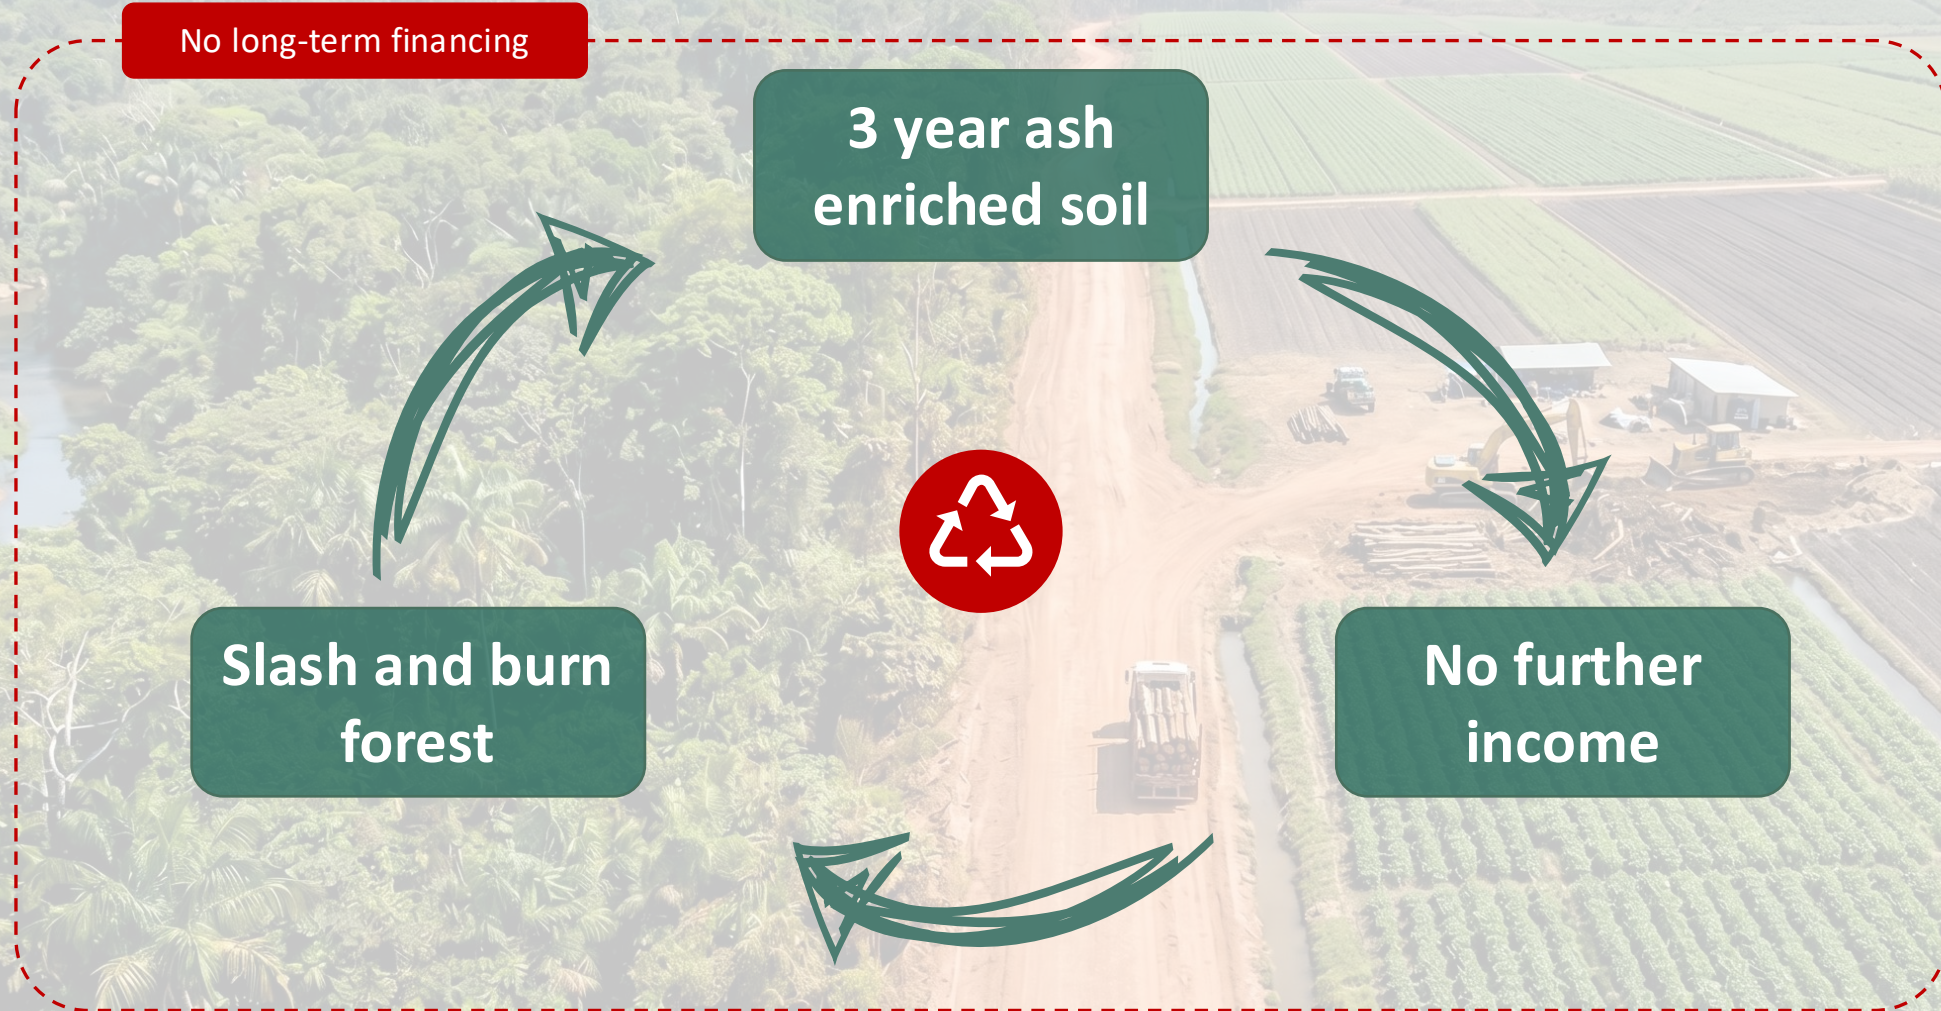 No long-term financing
3 year ash
enriched soil
Slash and burn
forest
No further
income